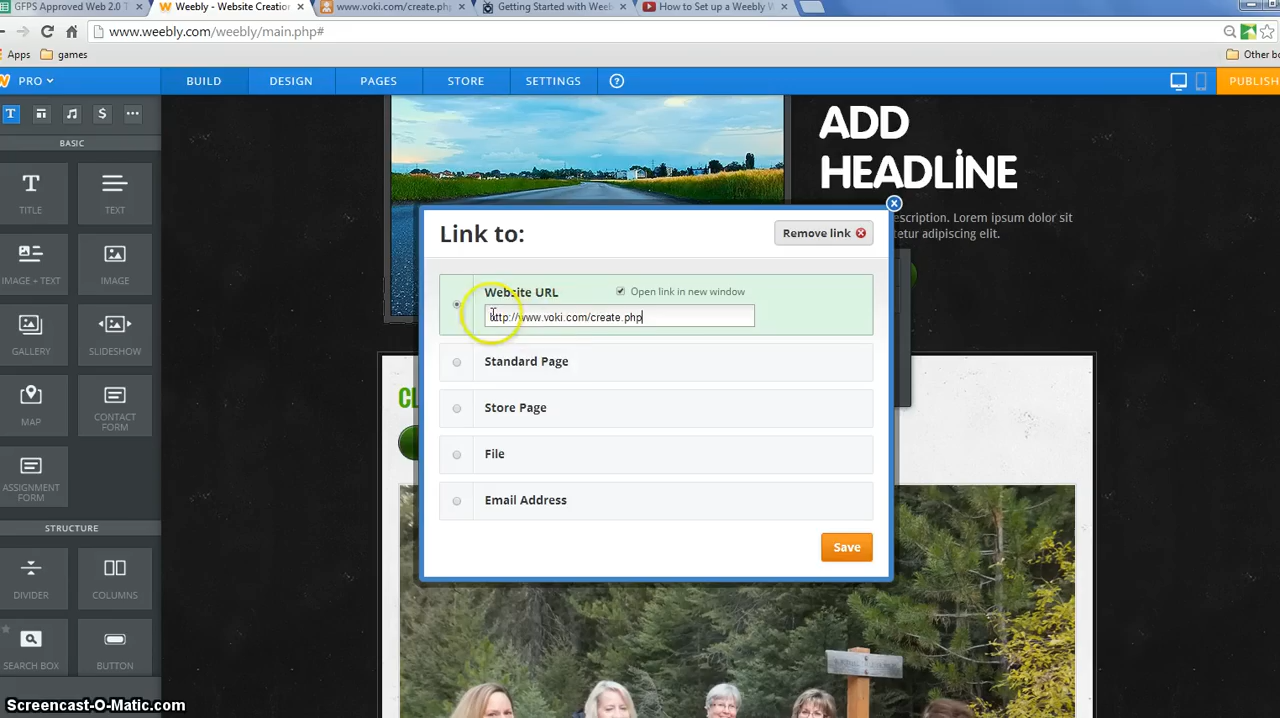 GFPS Approved Web 2.0 T
Weebly - Website Creation
www.voki.com/create.php
Getting Started with Weeb
How to Set up a Weebly W
www.weebly.com/weebly/main.php#
Apps
games
Other bo
PRO
BUILD
DESIGN
PAGES
STORE
SETTINGS
?
PUBLISH
T
$
BASIC
T
TITLE
TEXT
IMAGE + TEXT
IMAGE
GALLERY
SLIDESHOW
MAP
CONTACT
FORM
ASSIGNMENT
FORM
STRUCTURE
DIVIDER
COLUMNS
SEARCH BOX
BUTTON
ADD
HEADLINE
escription. Lorem ipsum dolor sit
tetur adipiscing elit.
CL
Link to:
Remove link
Website URL
Open link in new window
http://www.voki.com/create.php
Standard Page
Store Page
File
Email Address
Save
Screencast-O-Matic.com